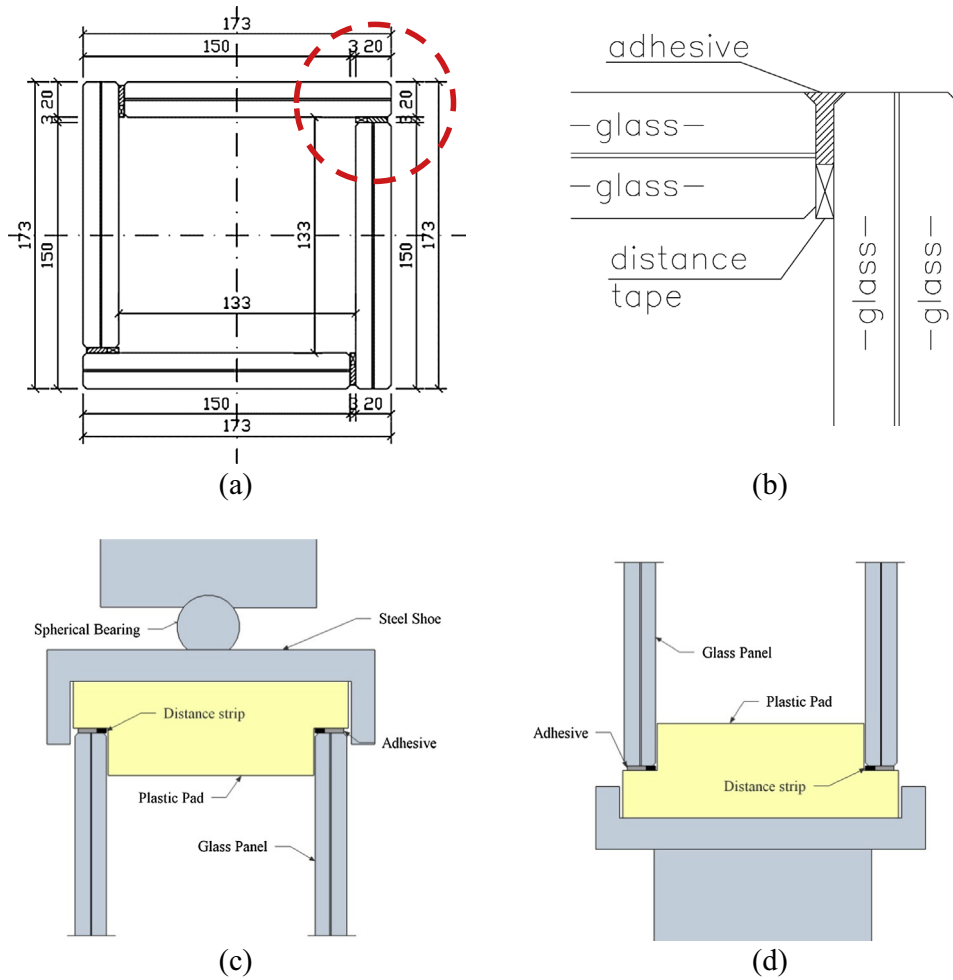 173
150
3
20
3
20
173
150
133
133
3
20
150
173
150
3
20
173
(a)
adhesive
glass
glass
distance
tape
glass
glass
(b)
Spherical Bearing
Steel Shoe
Distance strip
Adhesive
Plastic Pad
Glass Panel
(c)
Glass Panel
Plastic Pad
Adhesive
Distance strip
(d)